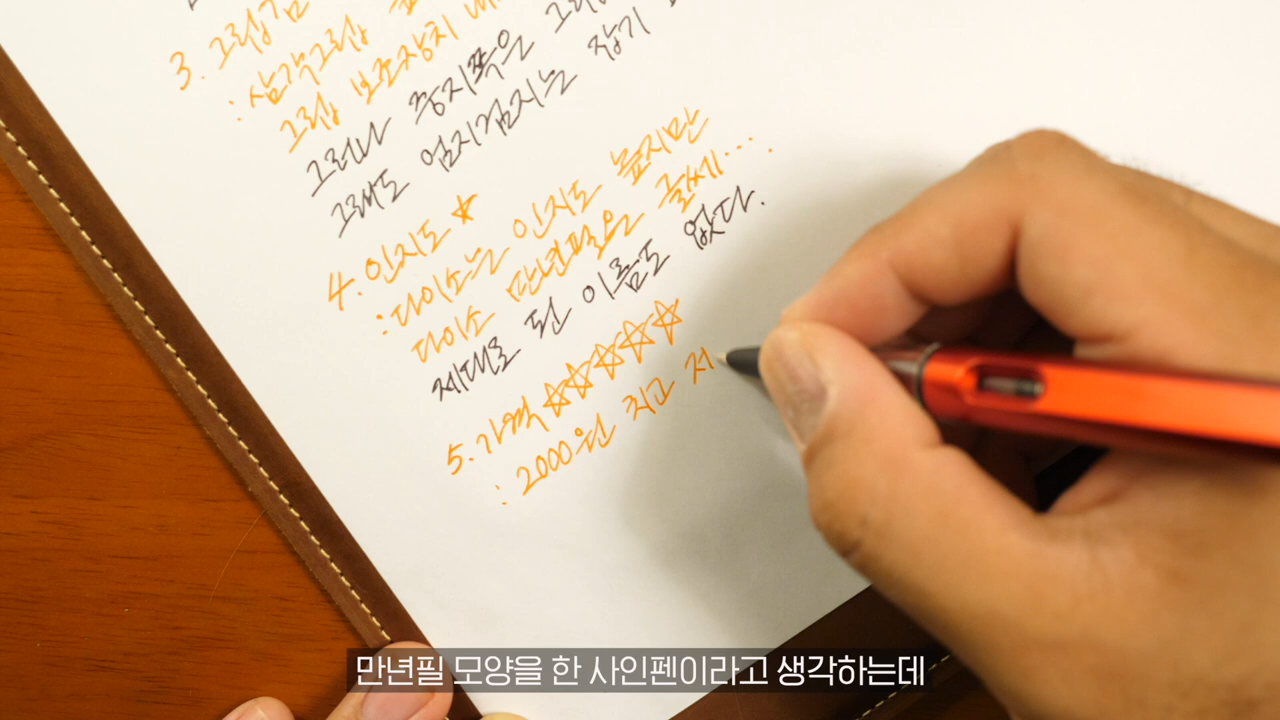 3. 그립감
: 삼각그립
그립 보조장치
그러나 중지쪽은
그래도 엄지검지는 잡기
4. 인지도 ☆
: 다이소는 인지도 높지만
다이소 만년필은 글쎄….
제대로 된 이름도 없다.
5. 가격 ☆☆☆☆☆
: 2000원 최고 저
만년필 모양을 한 사인펜이라고 생각하는데